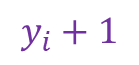 yᵢ + 1